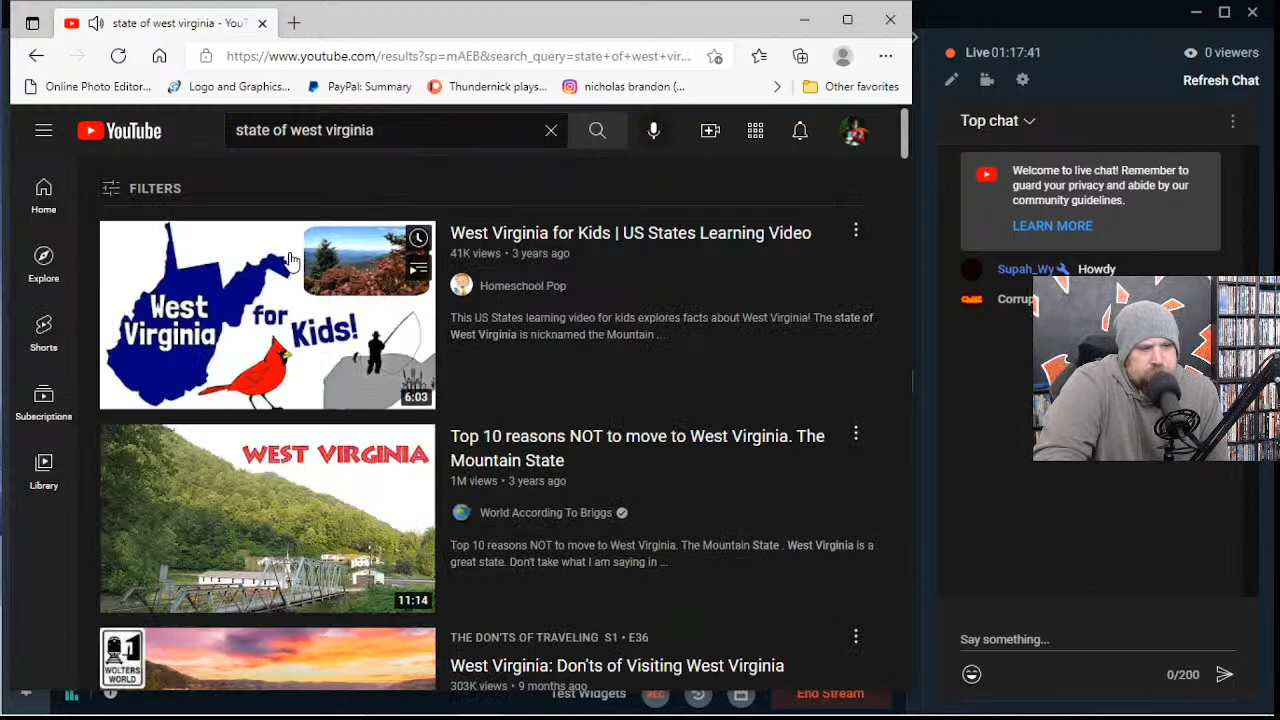 state of west virginia - YouT
https://www.youtube.com/results?sp=mAEB&search_query=state+of+west+vir...
Online Photo Editor...
Logo and Graphics...
PayPal: Summary
Thundernick plays...
nicholas brandon (...
Other favorites
YouTube
state of west virginia
FILTERS
Home
Explore
Shorts
Subscriptions
Library
West
Virginia
for
Kids!
6:03
West Virginia for Kids | US States Learning Video
41K views • 3 years ago
Homeschool Pop
This US States learning video for kids explores facts about West Virginia! The state of
West Virginia is nicknamed the Mountain ...
WEST VIRGINIA
11:14
Top 10 reasons NOT to move to West Virginia. The
Mountain State
1M views • 3 years ago
World According To Briggs
Top 10 reasons NOT to move to West Virginia. The Mountain State . West Virginia is a
great state. Don't take what I am saying in ...
1
WOLTERS
WORLD
THE DON'TS OF TRAVELING S1 • E36
West Virginia: Don'ts of Visiting West Virginia
303K views • 9 months ago
Test Widgets
REC
End Stream
Live 01:17:41
0 viewers
Refresh Chat
Top chat
Welcome to live chat! Remember to
guard your privacy and abide by our
community guidelines.
LEARN MORE
Supah_Wy Howdy
Corrup
Say something...
0/200